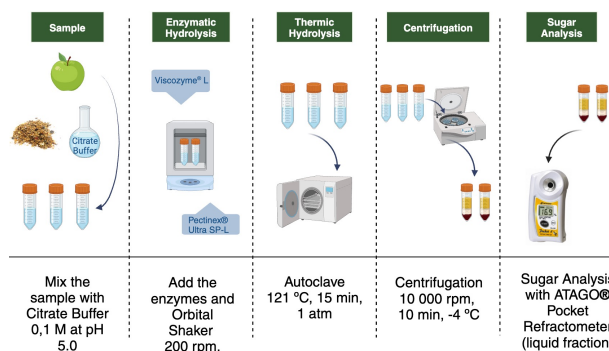 Sample
Enzymatic
Hydrolysis
Thermic
Hydrolysis
Centrifugation
Sugar
Analysis
Viscozyme® L
Citrate
Buffer
Pectinex®
Ultra SP-L
Mix the
sample with
Citrate Buffer
0,1 M at pH
5.0
Add the
enzymes and
Orbital
Shaker
200 rpm,
Autoclave
121 ºC, 15 min,
1 atm
Centrifugation
10 000 rpm,
10 min, -4 ºC
Sugar Analysis
with ATAGO®
Pocket
Refractometer
(liquid fraction